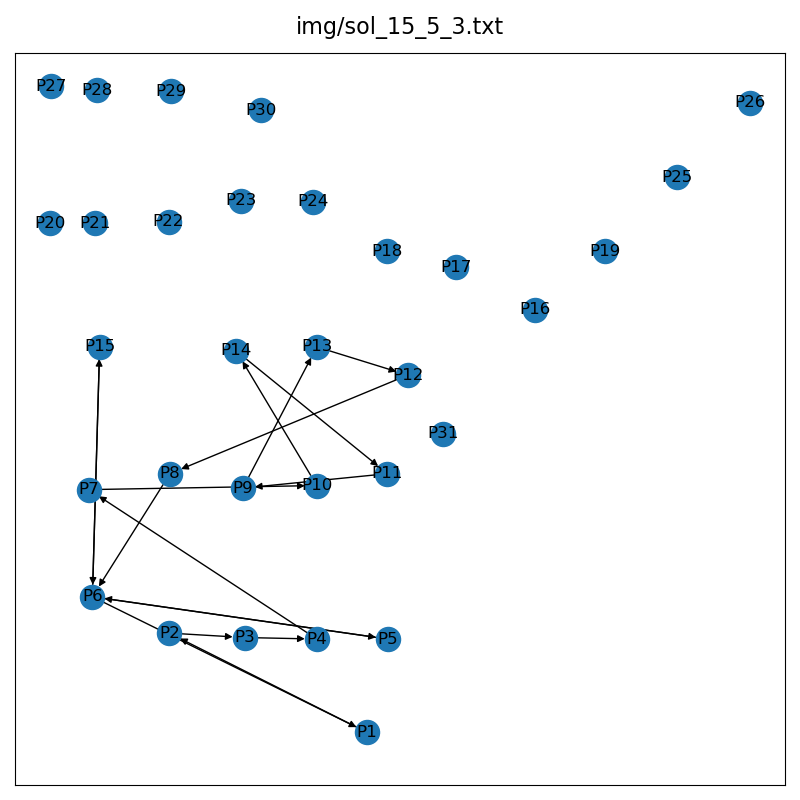 img/sol_15_5_3.txt
P27 P28 P29 P30 P26
P25
P20 P21 P22 P23 P24
P18 P17 P19
P16
P15 P14 P13 P12
P31
P7 P8 P9 P10 P11
P6
P2 P3 P4 P5
P1